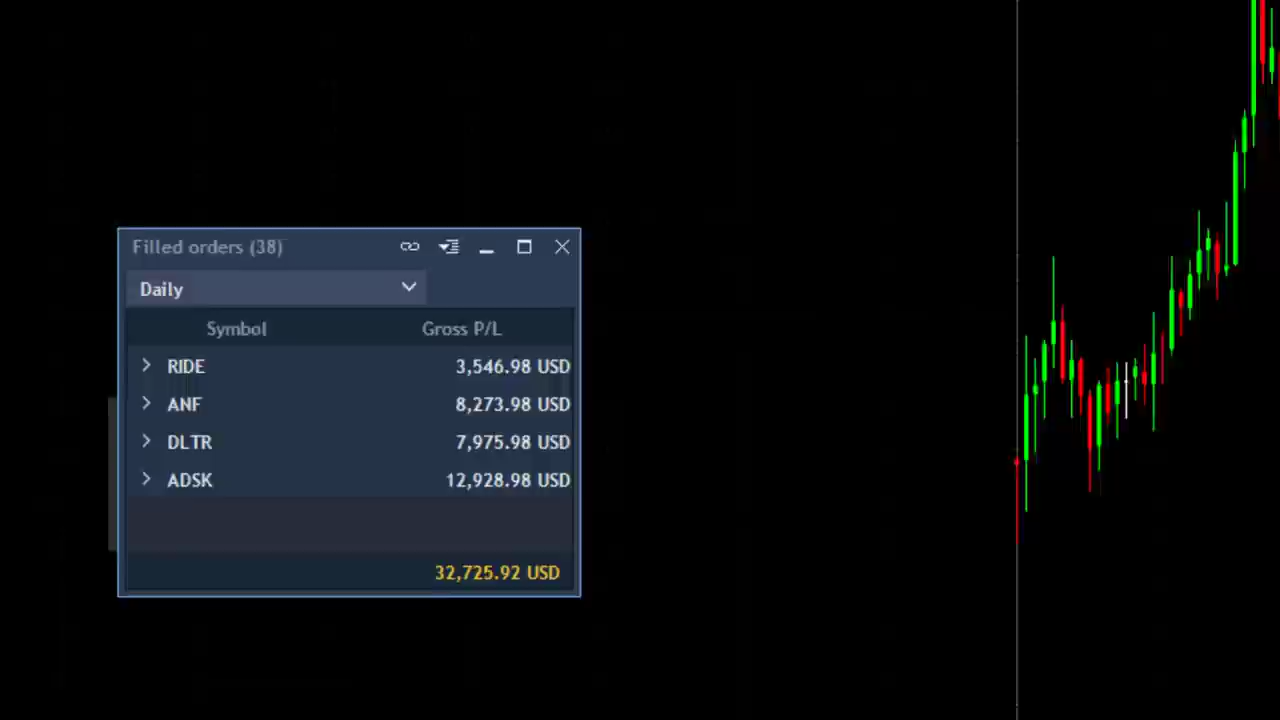 Filled orders (38)
Daily
Symbol Gross P/L
RIDE 3,546.98 USD
ANF 8,273.98 USD
DLTR 7,975.98 USD
ADSK 12,928.98 USD
32,725.92 USD